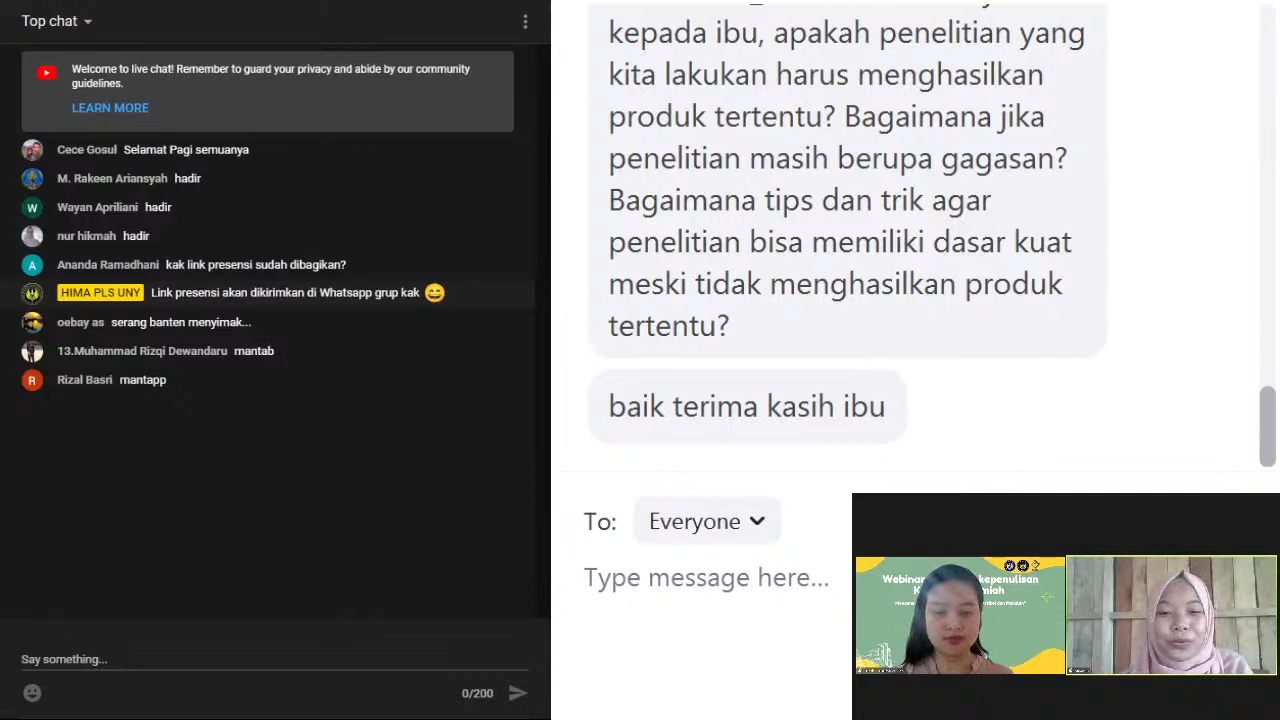 Top chat
Welcome to live chat! Remember to guard your privacy and abide by our community
guidelines.
LEARN MORE
Cece Gosul Selamat Pagi semuanya
M. Rakeen Ariansyah hadir
W Wayan Apriliani hadir
nur hikmah hadir
A Ananda Ramadhani kak link presensi sudah dibagikan?
HIMA PLS UNY Link presensi akan dikirimkan di Whatsapp grup kak 😄
oebay as serang banten menyimak...
13.Muhammad Rizqi Dewandaru mantab
R Rizal Basri mantapp
Say something...
0/200
kepada ibu, apakah penelitian yang
kita lakukan harus menghasilkan
produk tertentu? Bagaimana jika
penelitian masih berupa gagasan?
Bagaimana tips dan trik agar
penelitian bisa memiliki dasar kuat
meski tidak menghasilkan produk
tertentu?
baik terima kasih ibu
To: Everyone
Type message here...
Webinar kepenulisan